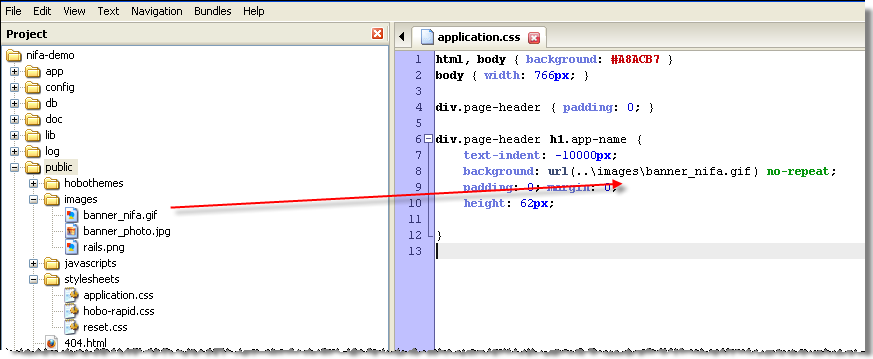 File Edit View Text Navigation Bundles Help
Project
nifa-demo
app
config
db
doc
lib
log
public
hobothemes
images
banner_nifa.gif
banner_photo.jpg
rails.png
javascripts
stylesheets
application.css
hobo-rapid.css
reset.css
404.html
application.css
1 html, body { background: #A8ACB7 }
2 body { width: 766px; }
3
4 div.page-header { padding: 0; }
5
6 div.page-header h1.app-name {
7 text-indent: -10000px;
8 background: url(..\images\banner_nifa.gif) no-repeat;
9 padding: 0; margin: 0;
10 height: 62px;
11
12 }
13